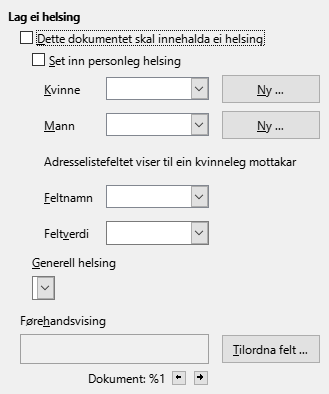 Lag ei helsing
Dette dokumentet skal innehalda ei helsing
Set inn personleg helsing
Kvinne
Ny ...
Mann
Ny ...
Adresselistefeltet viser til ein kvinneleg mottakar
Feltnamn
Feltverdi
Generell helsing
Førehandsvising
Tilordna felt ...
Dokument: %1